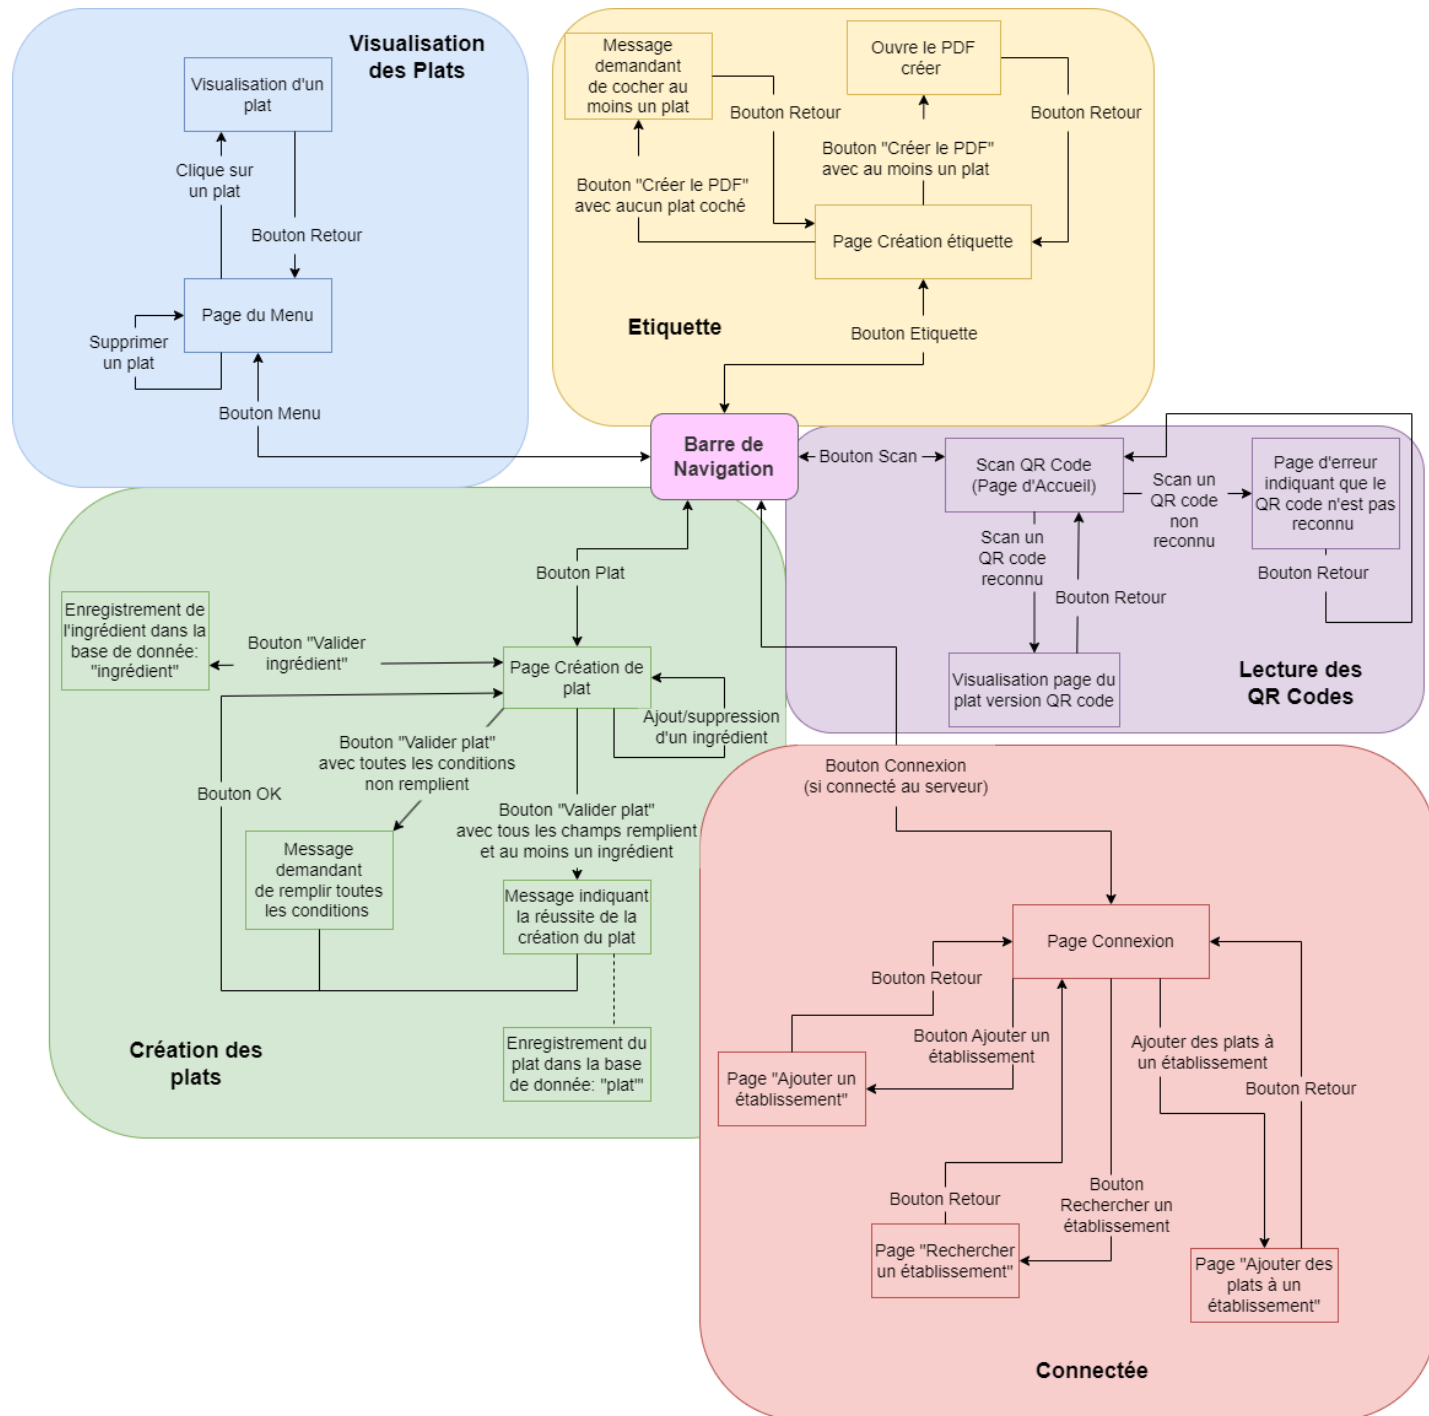 Visualisation
des Plats
Visualisation d'un
plat
Clique sur
un plat
Bouton Retour
Page du Menu
Supprimer
un plat
Bouton Menu
Message
demandant
de cocher au
moins un plat
Ouvre le PDF
créer
Bouton Retour
Bouton Retour
Bouton "Créer le PDF"
avec au moins un plat
Bouton "Créer le PDF"
avec aucun plat coché
Page Création étiquette
Etiquette
Bouton Etiquette
Barre de
Navigation
Bouton Scan
Scan QR Code
(Page d'Accueil)
Scan un
QR code
non
reconnu
Page d'erreur
indiquant que le
QR code n'est pas
reconnu
Scan un
QR code
reconnu
Bouton Retour
Bouton Retour
Visualisation page du
plat version QR code
Lecture des
QR Codes
Bouton Plat
Enregistrement de
l'ingrédient dans la
base de donnée:
"ingrédient"
Bouton "Valider
ingrédient"
Page Création de
plat
Ajout/suppression
d'un ingrédient
Bouton "Valider plat"
avec toutes les conditions
non remplient
Bouton OK
Bouton "Valider plat"
avec tous les champs remplient
et au moins un ingrédient
Message
demandant
de remplir toutes
les conditions
Message indiquant
la réussite de la
création du plat
Enregistrement du
plat dans la base
de donnée: "plat'"
Création des
plats
Bouton Connexion
(si connecté au serveur)
Page Connexion
Bouton Retour
Bouton Ajouter un
établissement
Ajouter des plats à
un établissement
Bouton Retour
Page "Ajouter un
établissement"
Bouton Retour
Bouton
Rechercher un
établissement
Page "Rechercher
un établissement"
Page "Ajouter des
plats à un
établissement"
Connectée